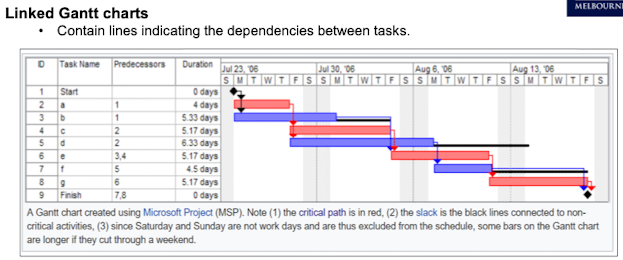 MELBOURNE
Linked Gantt charts
• Contain lines indicating the dependencies between tasks.
ID Task Name Predecessors Duration Jul 23, '06 Jul 30, '06 Aug 6, '06 Aug 13, '06
S M T W T F S S M T W T F S S M T W T F S S M T W T F S
1 Start 0 days
2 a 1 4 days
3 b 1 5.33 days
4 c 2 5.17 days
5 d 2 6.33 days
6 e 3,4 5.17 days
7 f 5 4.5 days
8 g 6 5.17 days
9 Finish 7,8 0 days
A Gantt chart created using Microsoft Project (MSP). Note (1) the critical path is in red, (2) the slack is the black lines connected to non-
critical activities, (3) since Saturday and Sunday are not work days and are thus excluded from the schedule, some bars on the Gantt chart
are longer if they cut through a weekend.